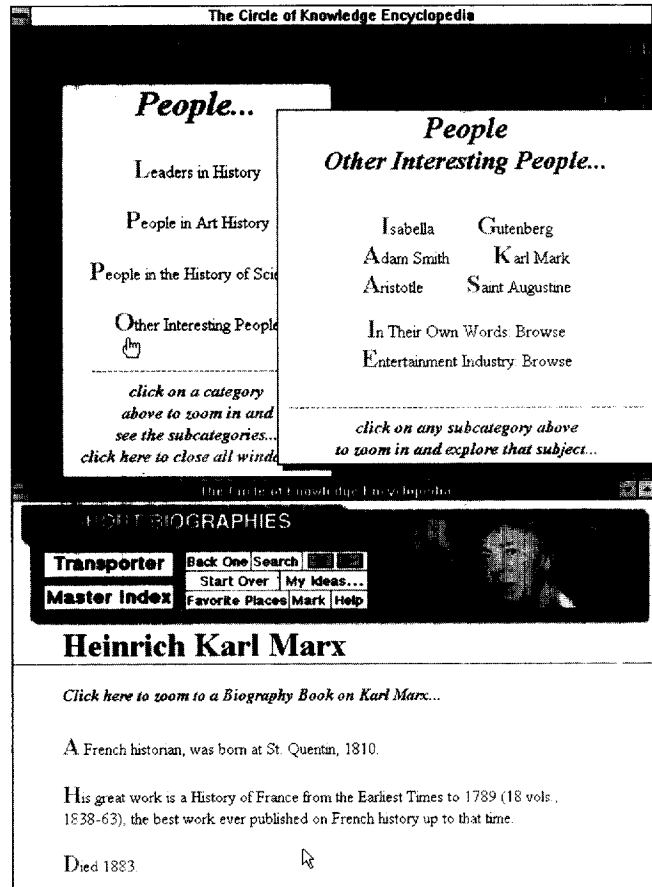 The Circle of Knowledge Encyclopedia
People...
Leaders in History
People in Art History
People in the History of Scie
Other Interesting People
click on a category
above to zoom in and
see the subcategories...
click here to close all windo
People
Other Interesting People...
Isabella Gutenberg
Adam Smith Karl Mark
Aristotle Saint Augustine
In Their Own Words: Browse
Entertainment Industry: Browse
click on any subcategory above
to zoom in and explore that subject...
The Circle of Knowledge Encyclopedia
BIOGRAPHIES
Transporter
Master Index
Back One Search
Start Over My Ideas...
Favorite Places Mark Help
Heinrich Karl Marx
Click here to zoom to a Biography Book on Karl Marx...
A French historian, was born at St. Quentin, 1810.
His great work is a History of France from the Earliest Times to 1789 (18 vols.,
1838-63), the best work ever published on French history up to that time.
Died 1883.